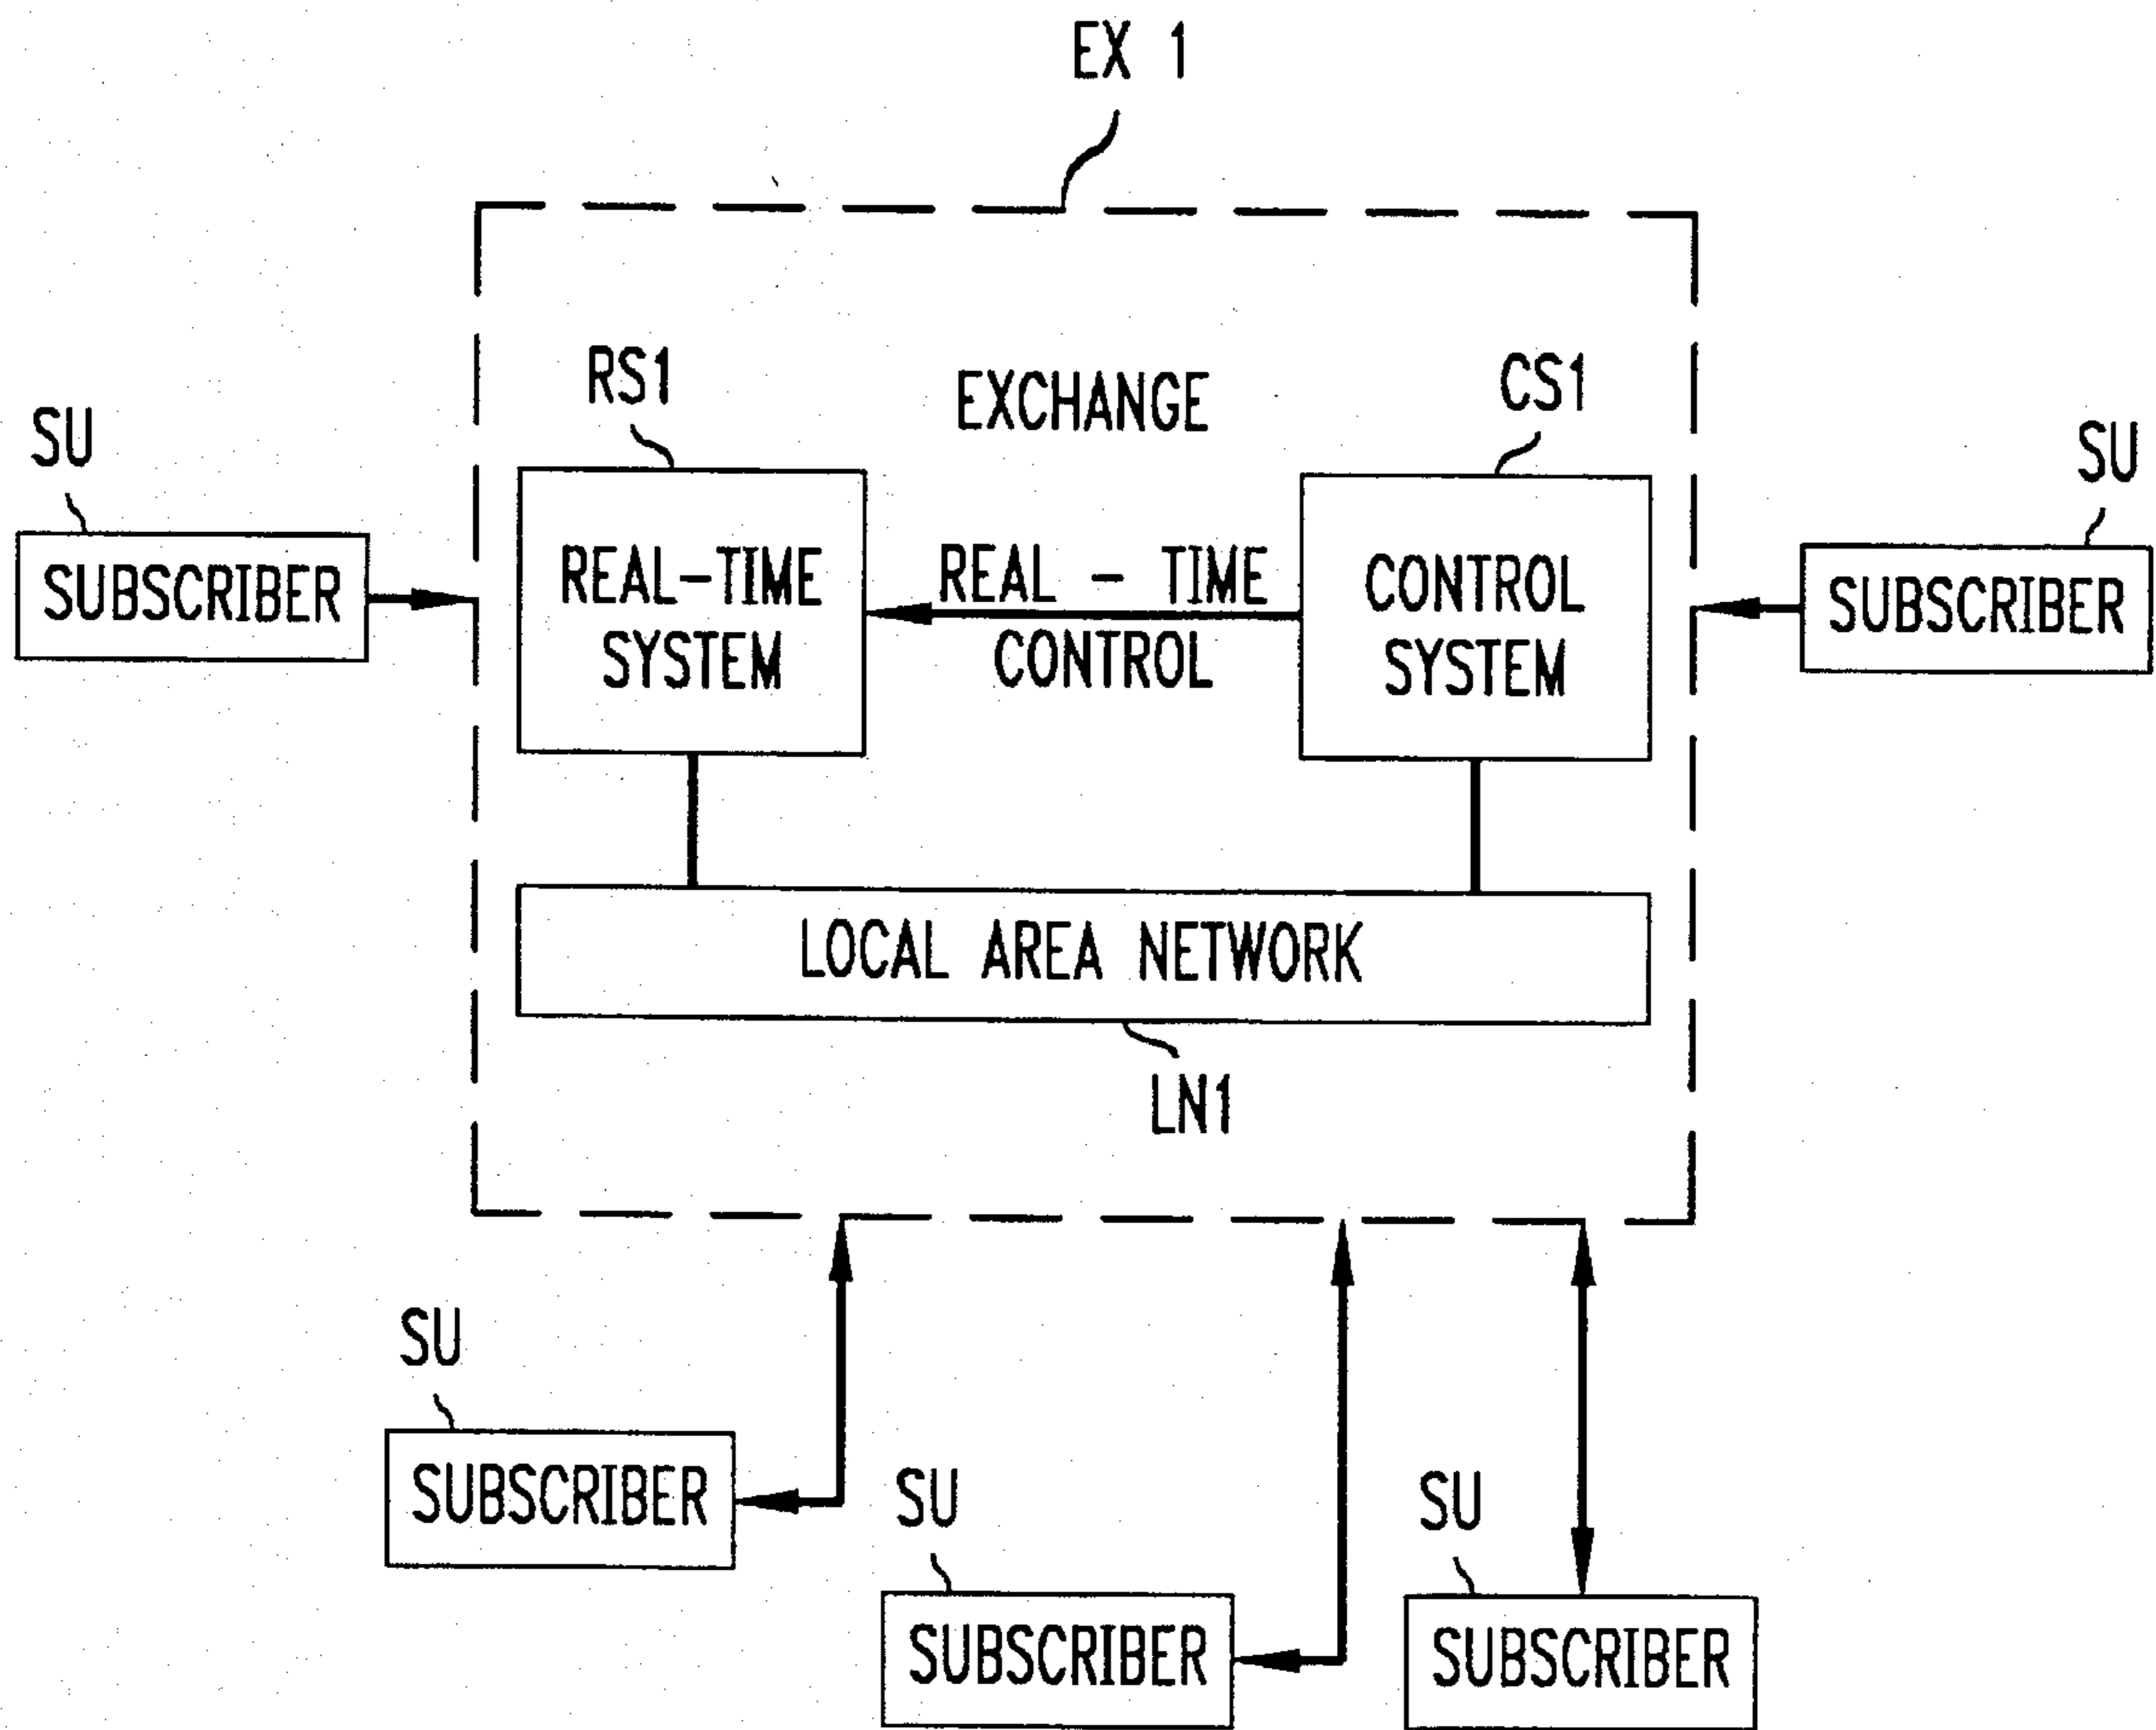 EX 1
RS1
EXCHANGE
CS1
SU
SU
SUBSCRIBER
REAL-TIME
SYSTEM
REAL - TIME
CONTROL
CONTROL
SYSTEM
SUBSCRIBER
LOCAL AREA NETWORK
LN1
SU
SUBSCRIBER
SU
SUBSCRIBER
SU
SUBSCRIBER